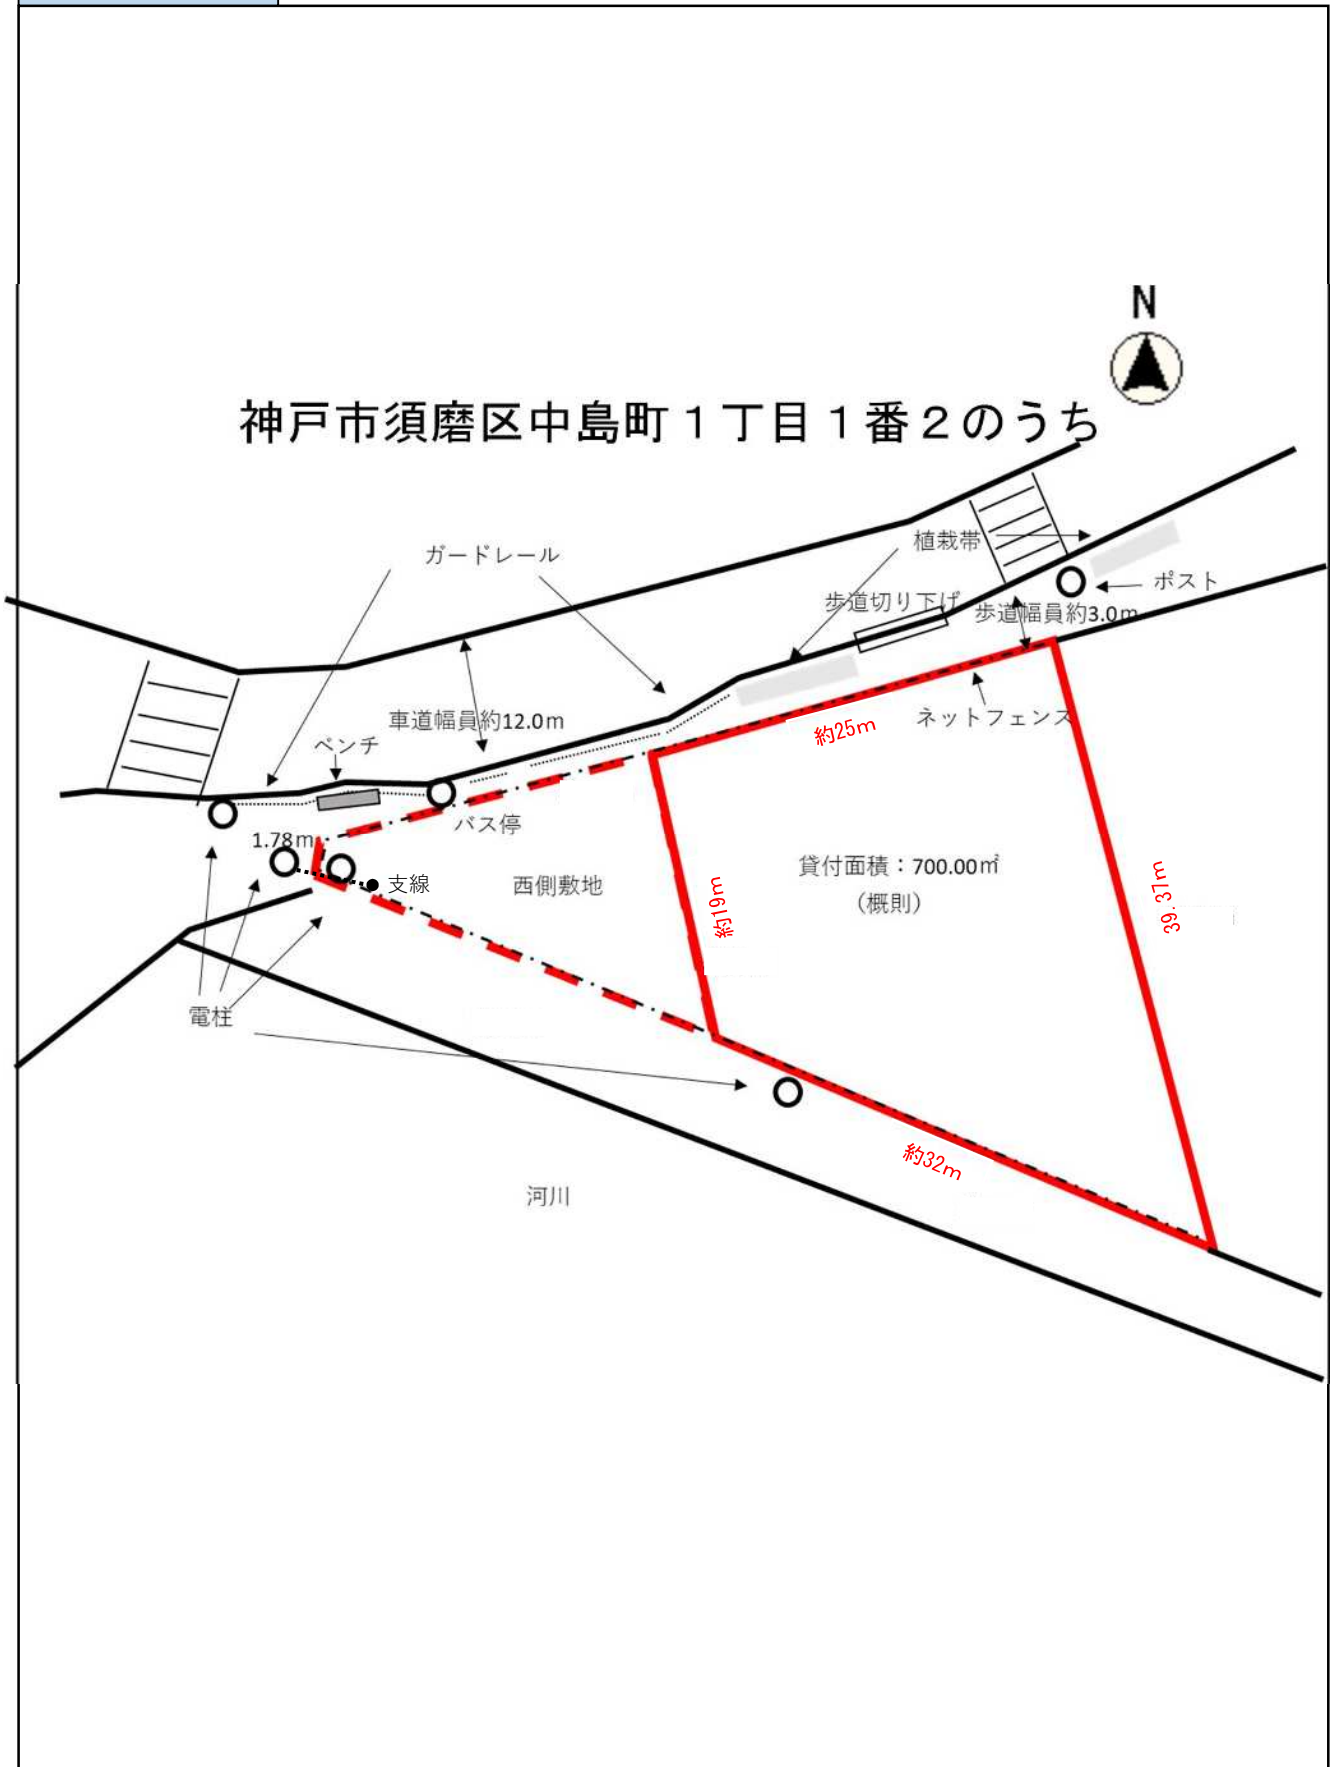 N
神戸市須磨区中島町１丁目１番２のうち
ガードレール
植栽帯
ポスト
歩道切り下げ
歩道幅員約3.0m
車道幅員約12.0m
ネットフェンス
約25m
ベンチ
バス停
1.78m
支線
西側敷地
約19m
貸付面積：700.00㎡
（概則）
39.37m
電柱
約32m
河川